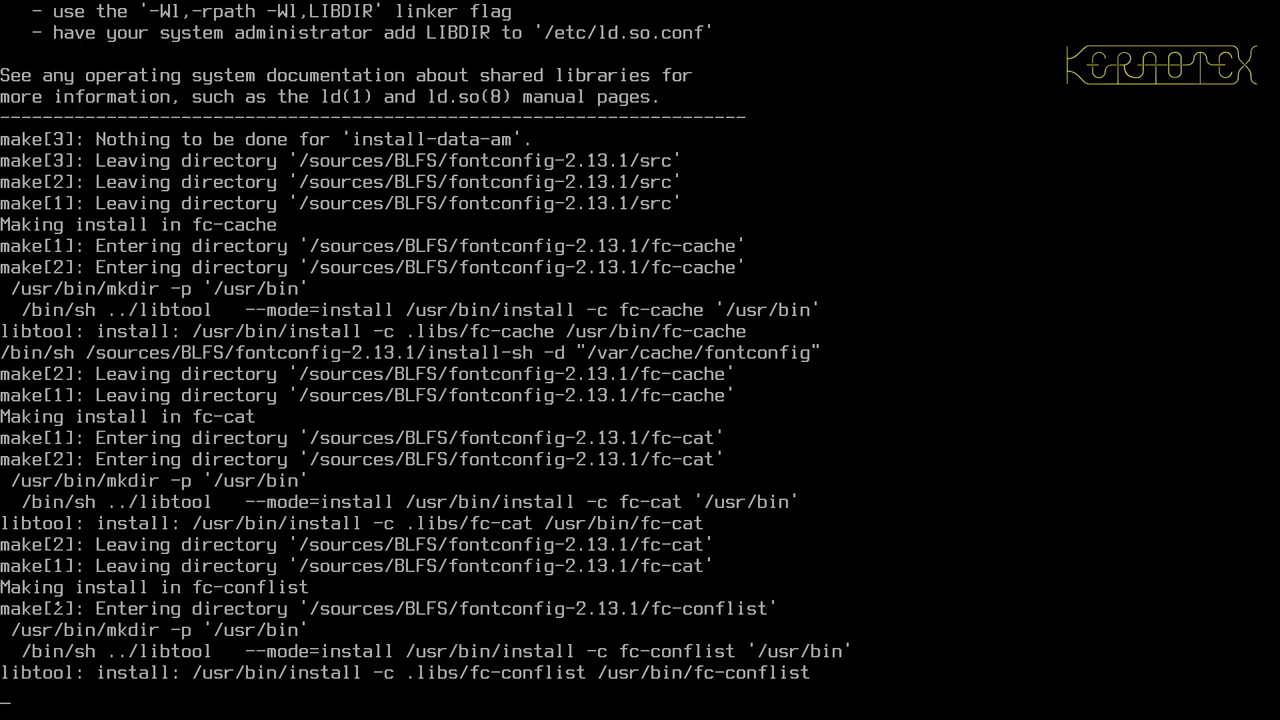 - use the '-Wl,-rpath -Wl,LIBDIR' linker flag
   - have your system administrator add LIBDIR to '/etc/ld.so.conf'

See any operating system documentation about shared libraries for
more information, such as the ld(1) and ld.so(8) manual pages.
----------------------------------------------------------------------
make[3]: Nothing to be done for 'install-data-am'.
make[3]: Leaving directory '/sources/BLFS/fontconfig-2.13.1/src'
make[2]: Leaving directory '/sources/BLFS/fontconfig-2.13.1/src'
make[1]: Leaving directory '/sources/BLFS/fontconfig-2.13.1/src'
Making install in fc-cache
make[1]: Entering directory '/sources/BLFS/fontconfig-2.13.1/fc-cache'
make[2]: Entering directory '/sources/BLFS/fontconfig-2.13.1/fc-cache'
 /usr/bin/mkdir -p '/usr/bin'
  /bin/sh ../libtool   --mode=install /usr/bin/install -c fc-cache '/usr/bin'
libtool: install: /usr/bin/install -c .libs/fc-cache /usr/bin/fc-cache
/bin/sh /sources/BLFS/fontconfig-2.13.1/install-sh -d "/var/cache/fontconfig"
make[2]: Leaving directory '/sources/BLFS/fontconfig-2.13.1/fc-cache'
make[1]: Leaving directory '/sources/BLFS/fontconfig-2.13.1/fc-cache'
Making install in fc-cat
make[1]: Entering directory '/sources/BLFS/fontconfig-2.13.1/fc-cat'
make[2]: Entering directory '/sources/BLFS/fontconfig-2.13.1/fc-cat'
 /usr/bin/mkdir -p '/usr/bin'
  /bin/sh ../libtool   --mode=install /usr/bin/install -c fc-cat '/usr/bin'
libtool: install: /usr/bin/install -c .libs/fc-cat /usr/bin/fc-cat
make[2]: Leaving directory '/sources/BLFS/fontconfig-2.13.1/fc-cat'
make[1]: Leaving directory '/sources/BLFS/fontconfig-2.13.1/fc-cat'
Making install in fc-conflist
make[2]: Entering directory '/sources/BLFS/fontconfig-2.13.1/fc-conflist'
 /usr/bin/mkdir -p '/usr/bin'
  /bin/sh ../libtool   --mode=install /usr/bin/install -c fc-conflist '/usr/bin'
libtool: install: /usr/bin/install -c .libs/fc-conflist /usr/bin/fc-conflist